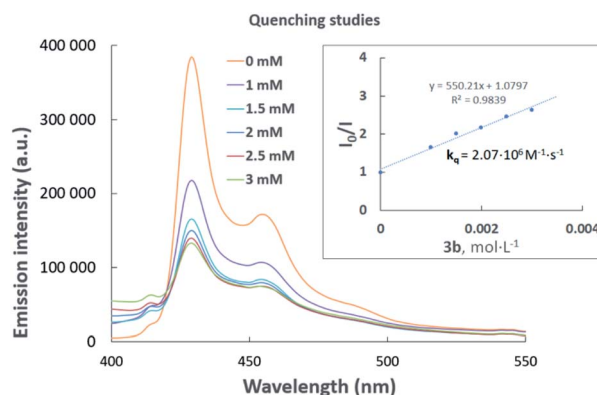 Quenching studies
Emission intensity (a.u.)
400 000
300 000
200 000
100 000
0
400
450
500
550
Wavelength (nm)
0 mM
1 mM
1.5 mM
2 mM
2.5 mM
3 mM
I₀/I
4
3
2
1
0
0
0.002
0.004
y = 550.21x + 1.0797
R² = 0.9839
kq = 2.07·10⁶ M⁻¹·s⁻¹
3b, mol·L⁻¹